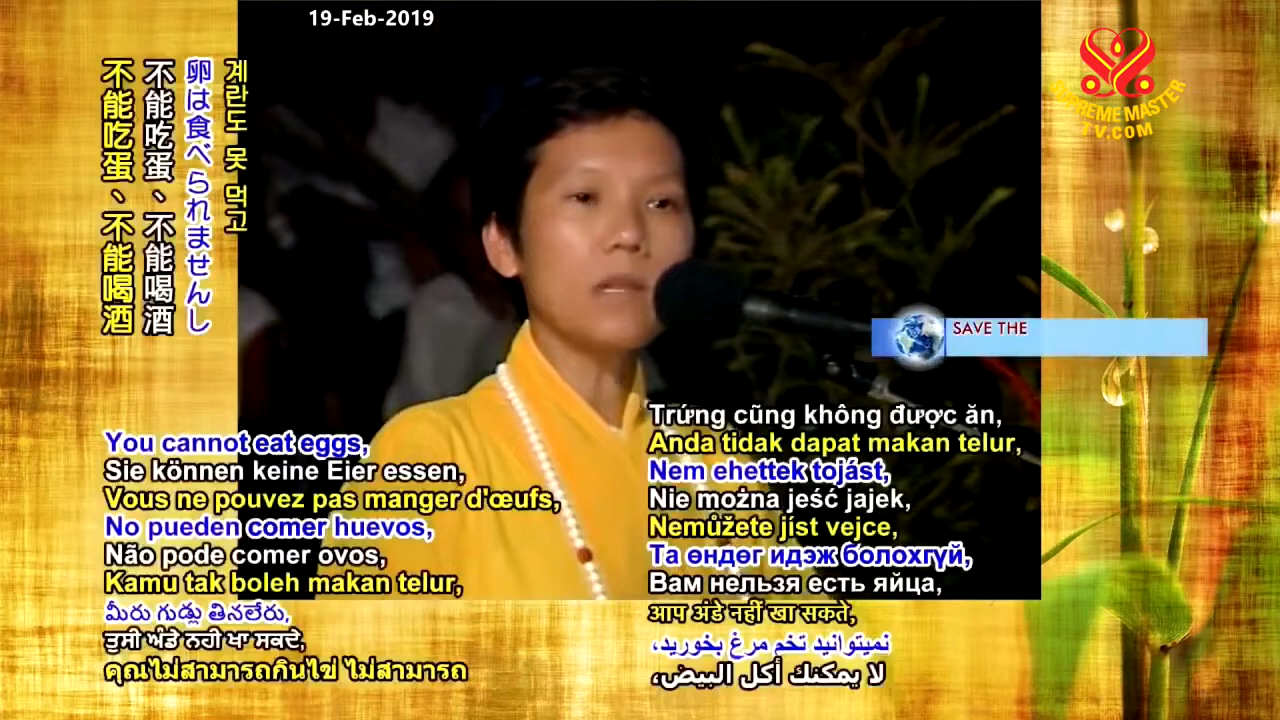 19-Feb-2019
SUPREME MASTER
TV.COM
계란도 못 먹고
卵は食べられませんし
不能吃蛋、不能喝酒
不能吃蛋、不能喝酒
SAVE THE
You cannot eat eggs,
Sie können keine Eier essen,
Vous ne pouvez pas manger d'œufs,
No pueden comer huevos,
Não pode comer ovos,
Kamu tak boleh makan telur,
మీరు గుడ్లు తినలేరు,
ਤੁਸੀ ਅੰਡੇ ਨਹੀ ਖਾ ਸਕਦੇ,
คุณไม่สามารถกินไข่ ไม่สามารถ
Trứng cũng không được ăn,
Anda tidak dapat makan telur,
Nem ehettek tojást,
Nie można jeść jajek,
Nemůžete jíst vejce,
Та өндөг идэж болохгүй,
Вам нельзя есть яйца,
आप अंडे नहीं खा सकते,
نمیتوانید تخم مرغ بخورید،
لا يمكنك أكل البيض،